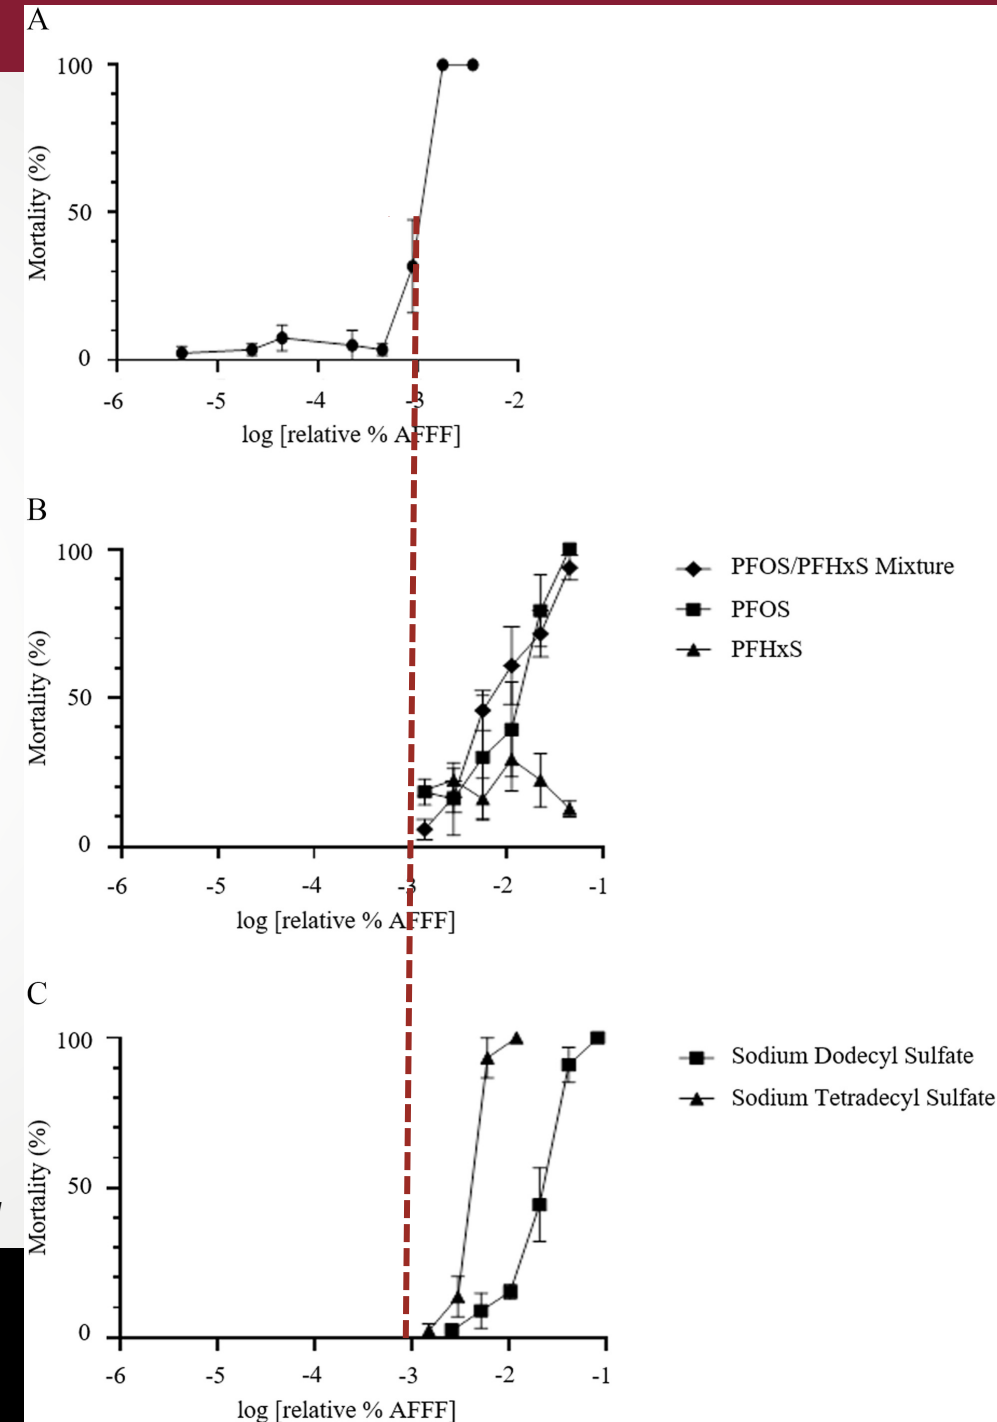 A
100
50
0
Mortality (%)
-6 -5 -4 -3 -2
log [relative % AFFF]
B
100
50
0
Mortality (%)
-6 -5 -4 -3 -2 -1
log [relative % AFFF]
PFOS/PFHxS Mixture
PFOS
PFHxS
C
100
50
0
Mortality (%)
-6 -5 -4 -3 -2 -1
log [relative % AFFF]
Sodium Dodecyl Sulfate
Sodium Tetradecyl Sulfate